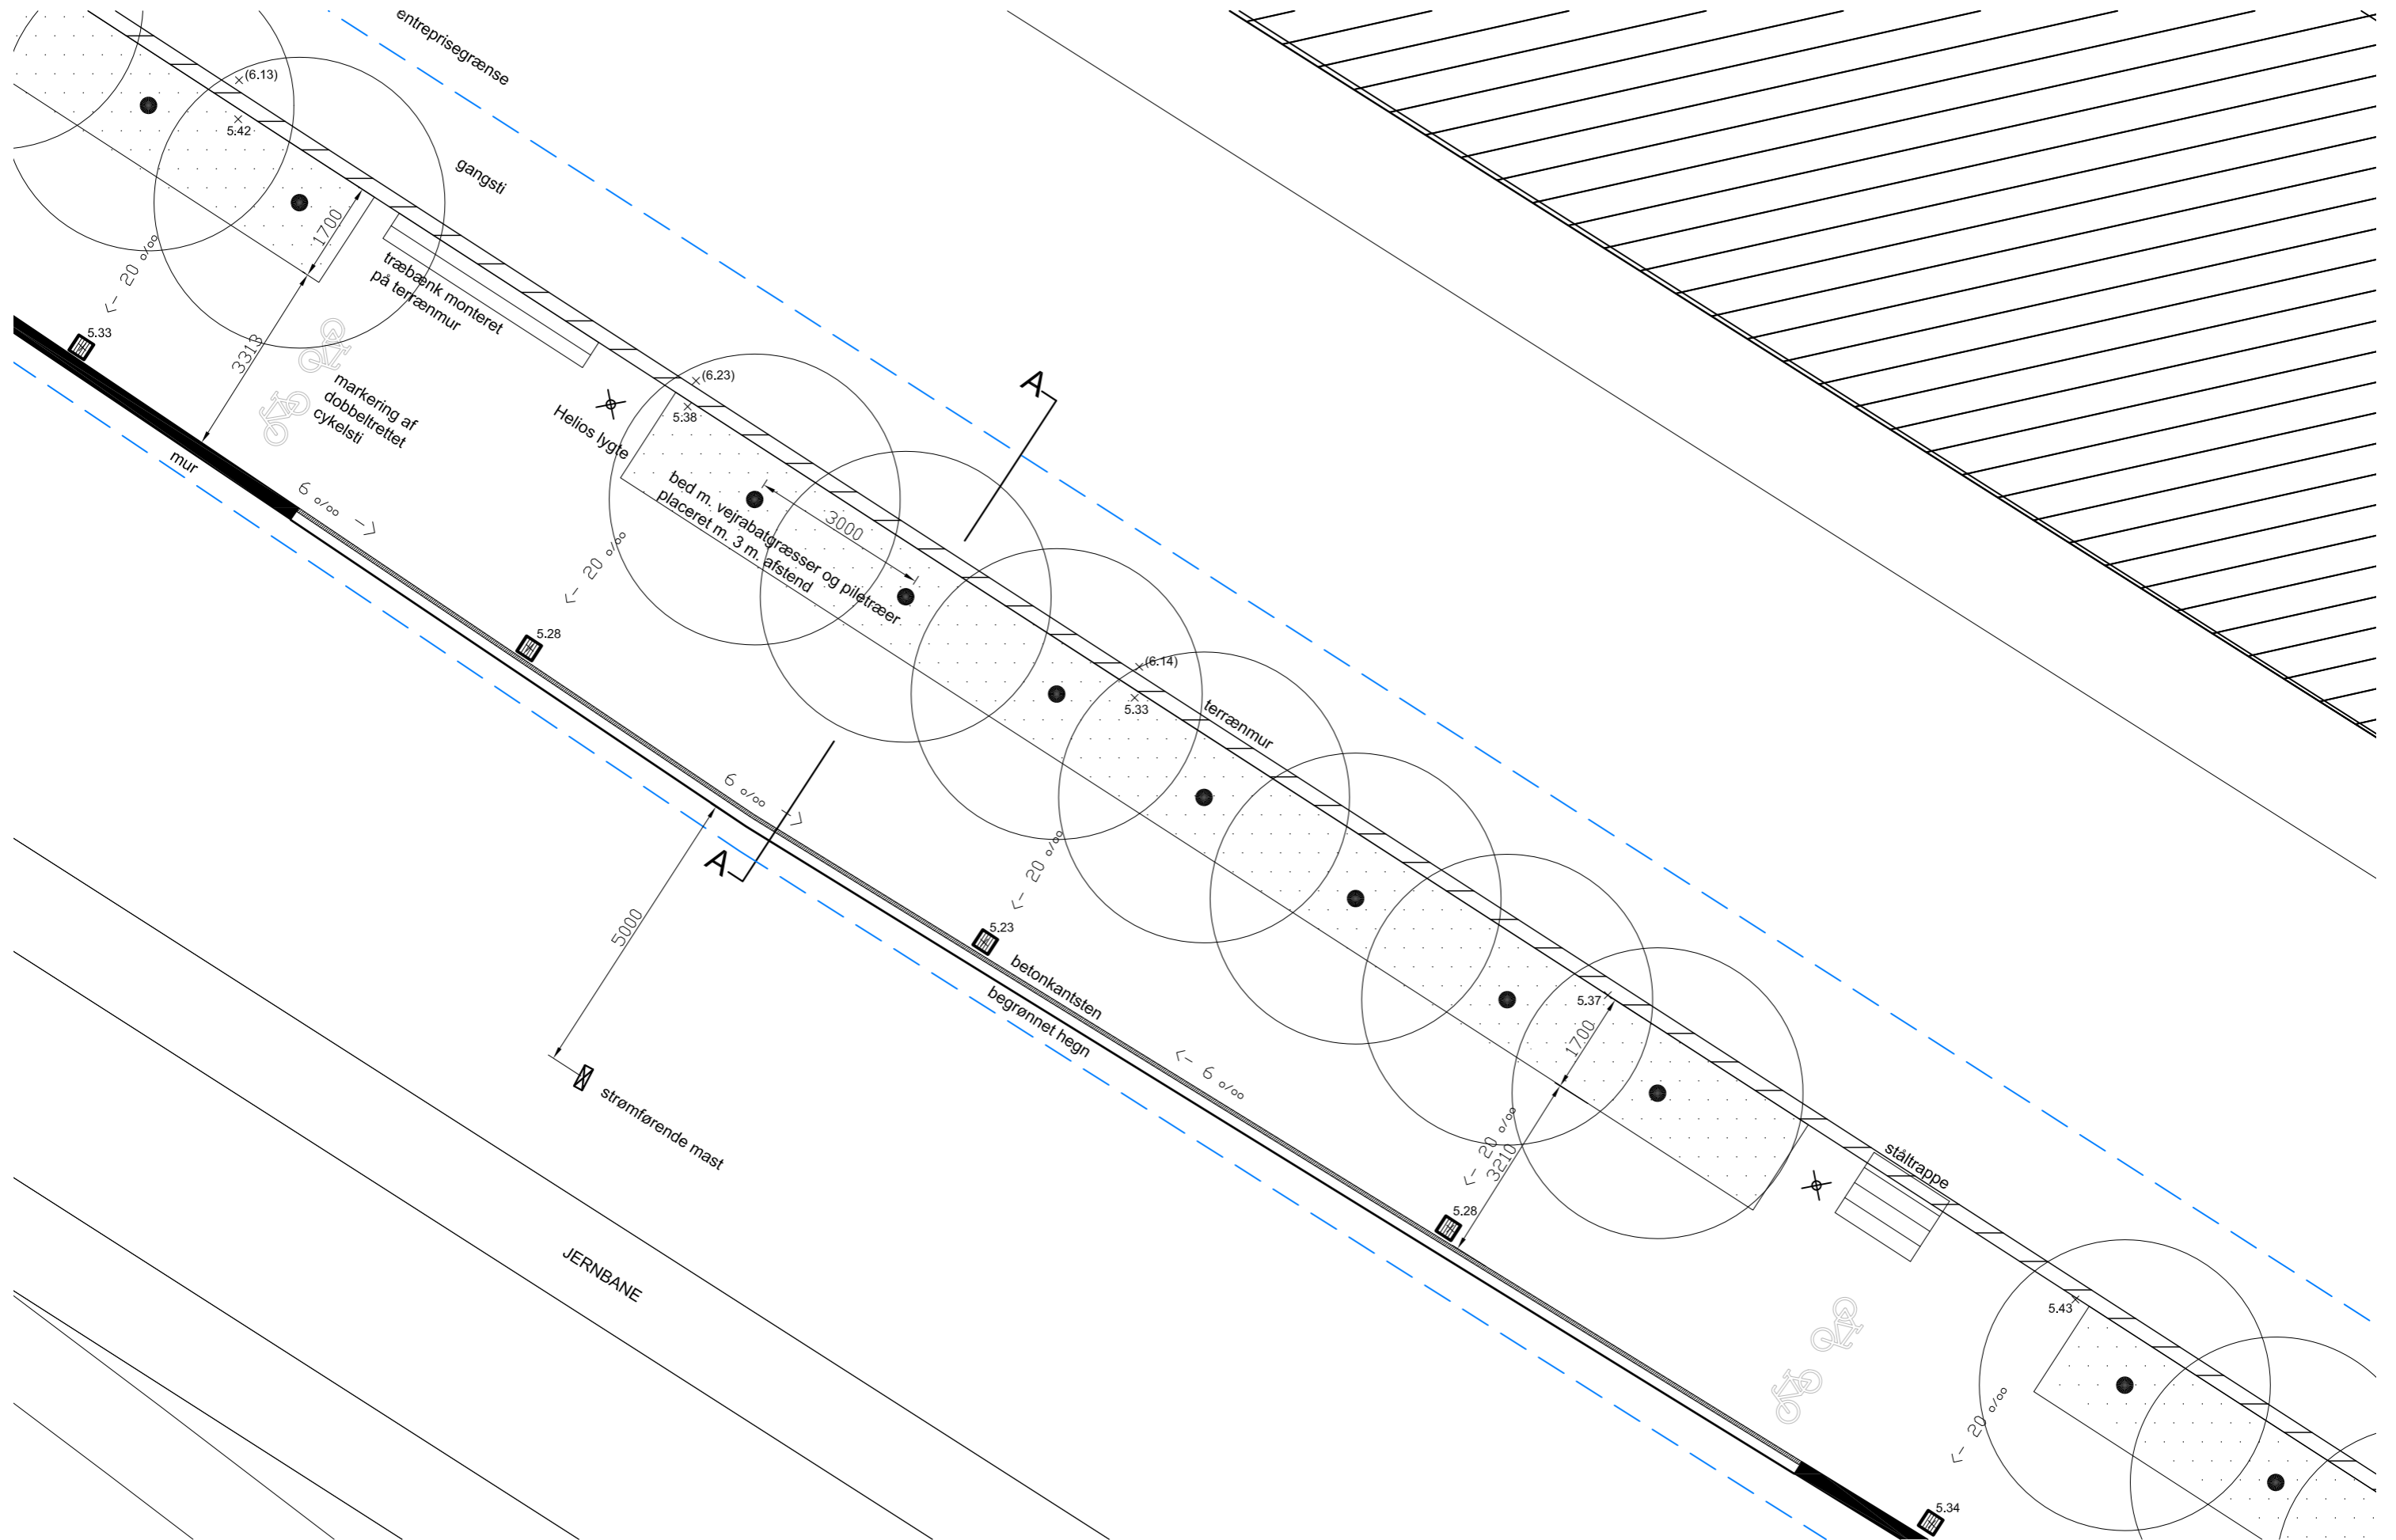 entreprisegrænse
(6.13)
5.42
gangsti
1700
20 o/oo
træbænk monteret
på terrænmur
5.33
3313
markering af
dobbeltrettet
cykelsti
(6.23)
5.38
Helios lygte
A
mur
6 o/oo
bed m. vejrabatgræsser og piletræer
placeret m. 3 m. afstend
3000
20 o/oo
5.28
(6.14)
5.33
terrænmur
6 o/oo
A
20 o/oo
5000
5.23
betonkantsten
begrønnet hegn
5.37
1700
6 o/oo
strømførende mast
20 o/oo
3210
ståltrappe
5.28
JERNBANE
5.43
20 o/oo
5.34